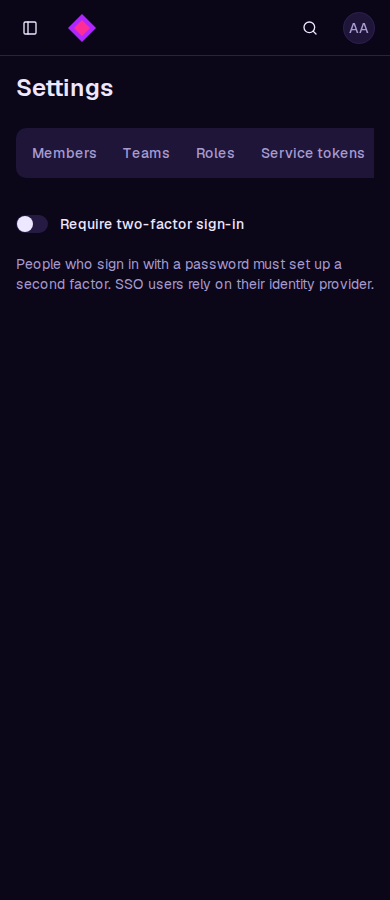 AA
Settings
Members Teams Roles Service tokens
Require two-factor sign-in
People who sign in with a password must set up a
second factor. SSO users rely on their identity provider.